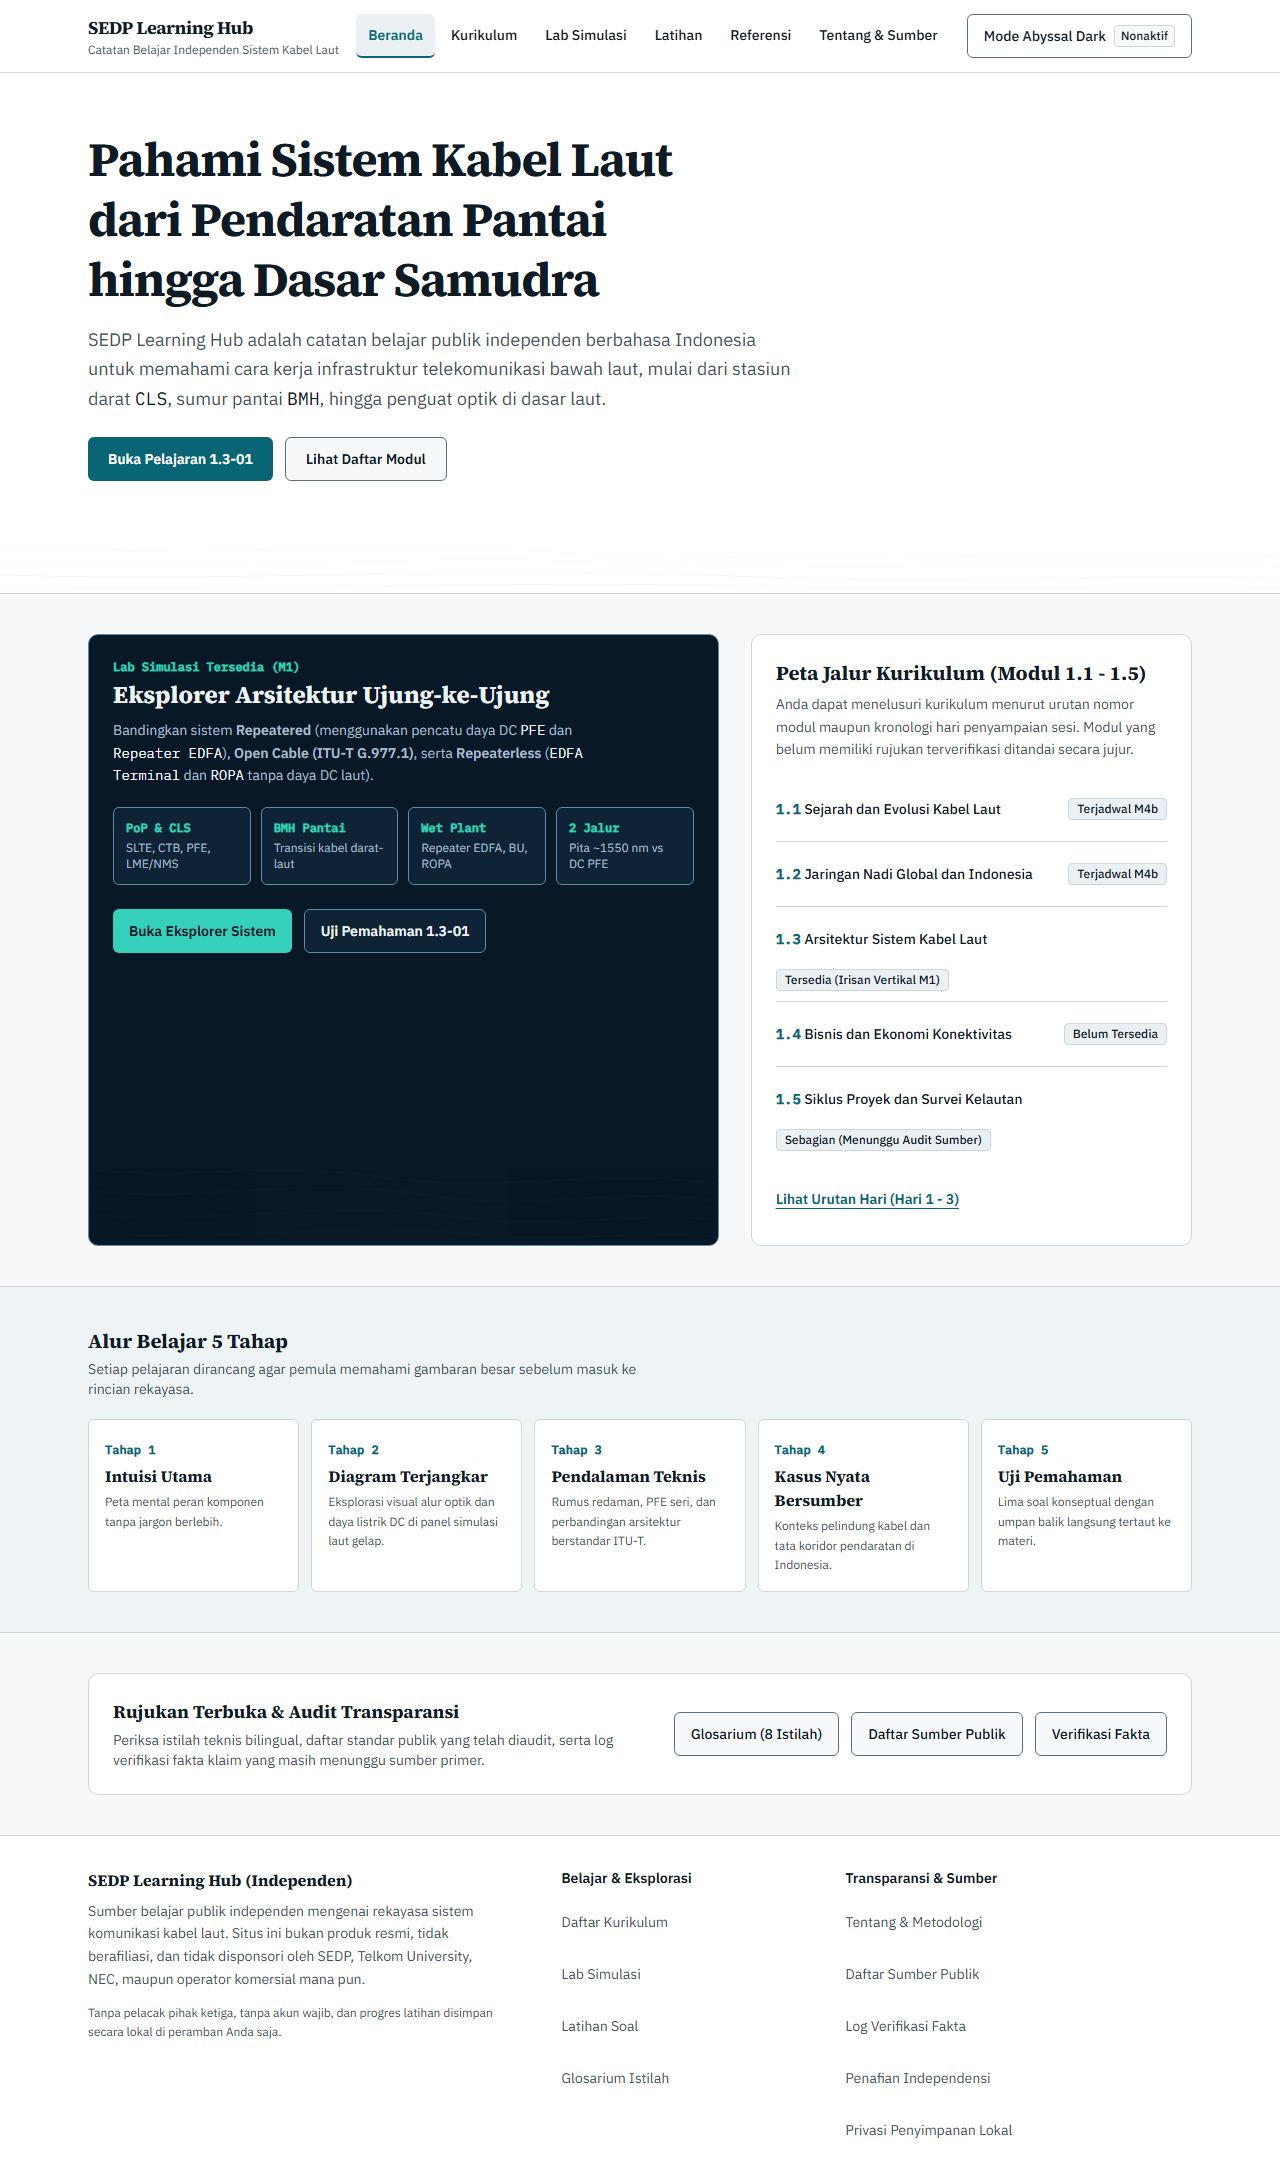 SEDP Learning Hub
Catatan Belajar Independen Sistem Kabel Laut
Beranda
Kurikulum
Lab Simulasi
Latihan
Referensi
Tentang & Sumber
Mode Abyssal Dark Nonaktif
Pahami Sistem Kabel Laut
dari Pendaratan Pantai
hingga Dasar Samudra
SEDP Learning Hub adalah catatan belajar publik independen berbahasa Indonesia
untuk memahami cara kerja infrastruktur telekomunikasi bawah laut, mulai dari stasiun
darat CLS, sumur pantai BMH, hingga penguat optik di dasar laut.
Buka Pelajaran 1.3-01
Lihat Daftar Modul
Lab Simulasi Tersedia (M1)
Eksplorer Arsitektur Ujung-ke-Ujung
Bandingkan sistem Repeatered (menggunakan pencatu daya DC PFE dan
Repeater EDFA), Open Cable (ITU-T G.977.1), serta Repeaterless (EDFA
Terminal dan ROPA tanpa daya DC laut).
PoP & CLS
SLTE, CTB, PFE,
LME/NMS
BMH Pantai
Transisi kabel darat-
laut
Wet Plant
Repeater EDFA, BU,
ROPA
2 Jalur
Pita ~1550 nm vs
DC PFE
Buka Eksplorer Sistem
Uji Pemahaman 1.3-01
Peta Jalur Kurikulum (Modul 1.1 - 1.5)
Anda dapat menelusuri kurikulum menurut urutan nomor
modul maupun kronologi hari penyampaian sesi. Modul yang
belum memiliki rujukan terverifikasi ditandai secara jujur.
1.1 Sejarah dan Evolusi Kabel Laut
Terjadwal M4b
1.2 Jaringan Nadi Global dan Indonesia
Terjadwal M4b
1.3 Arsitektur Sistem Kabel Laut
Tersedia (Irisan Vertikal M1)
1.4 Bisnis dan Ekonomi Konektivitas
Belum Tersedia
1.5 Siklus Proyek dan Survei Kelautan
Sebagian (Menunggu Audit Sumber)
Lihat Urutan Hari (Hari 1 - 3)
Alur Belajar 5 Tahap
Setiap pelajaran dirancang agar pemula memahami gambaran besar sebelum masuk ke
rincian rekayasa.
Tahap 1
Intuisi Utama
Peta mental peran komponen
tanpa jargon berlebih.
Tahap 2
Diagram Terjangkar
Eksplorasi visual alur optik dan
daya listrik DC di panel simulasi
laut gelap.
Tahap 3
Pendalaman Teknis
Rumus redaman, PFE seri, dan
perbandingan arsitektur
berstandar ITU-T.
Tahap 4
Kasus Nyata
Bersumber
Konteks pelindung kabel dan
tata koridor pendaratan di
Indonesia.
Tahap 5
Uji Pemahaman
Lima soal konseptual dengan
umpan balik langsung tertaut ke
materi.
Rujukan Terbuka & Audit Transparansi
Periksa istilah teknis bilingual, daftar standar publik yang telah diaudit, serta log
verifikasi fakta klaim yang masih menunggu sumber primer.
Glosarium (8 Istilah)
Daftar Sumber Publik
Verifikasi Fakta
SEDP Learning Hub (Independen)
Sumber belajar publik independen mengenai rekayasa sistem
komunikasi kabel laut. Situs ini bukan produk resmi, tidak
berafiliasi, dan tidak disponsori oleh SEDP, Telkom University,
NEC, maupun operator komersial mana pun.
Tanpa pelacak pihak ketiga, tanpa akun wajib, dan progres latihan disimpan
secara lokal di peramban Anda saja.
Belajar & Eksplorasi
Daftar Kurikulum
Lab Simulasi
Latihan Soal
Glosarium Istilah
Transparansi & Sumber
Tentang & Metodologi
Daftar Sumber Publik
Log Verifikasi Fakta
Penafian Independensi
Privasi Penyimpanan Lokal